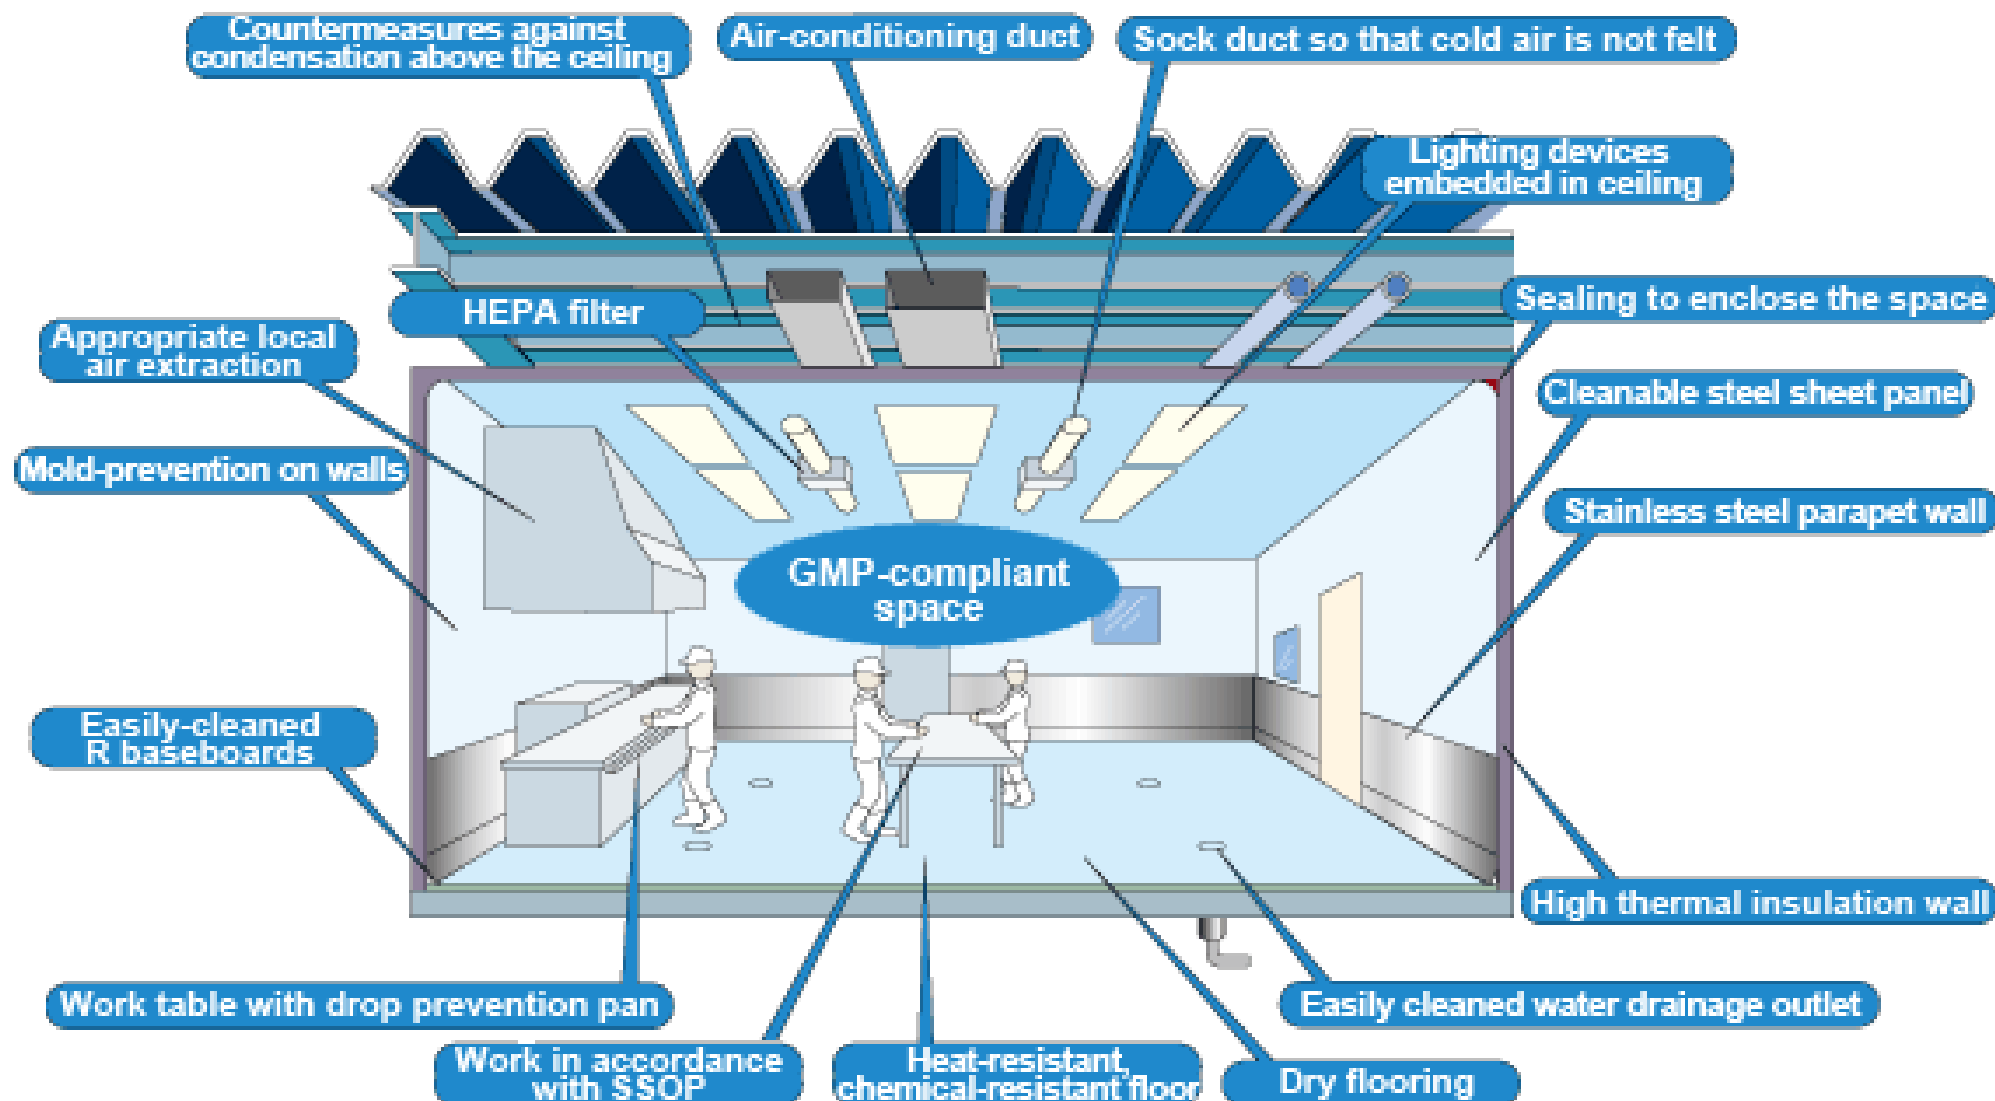 Countermeasures against
condensation above the ceiling
Air-conditioning duct
Sock duct so that cold air is not felt
Lighting devices
embedded in ceiling
HEPA filter
Sealing to enclose the space
Appropriate local
air extraction
Cleanable steel sheet panel
Mold-prevention on walls
Stainless steel parapet wall
GMP-compliant
space
Easily-cleaned
R baseboards
High thermal insulation wall
Work table with drop prevention pan
Easily cleaned water drainage outlet
Work in accordance
with SSOP
Heat-resistant,
chemical-resistant floor
Dry flooring